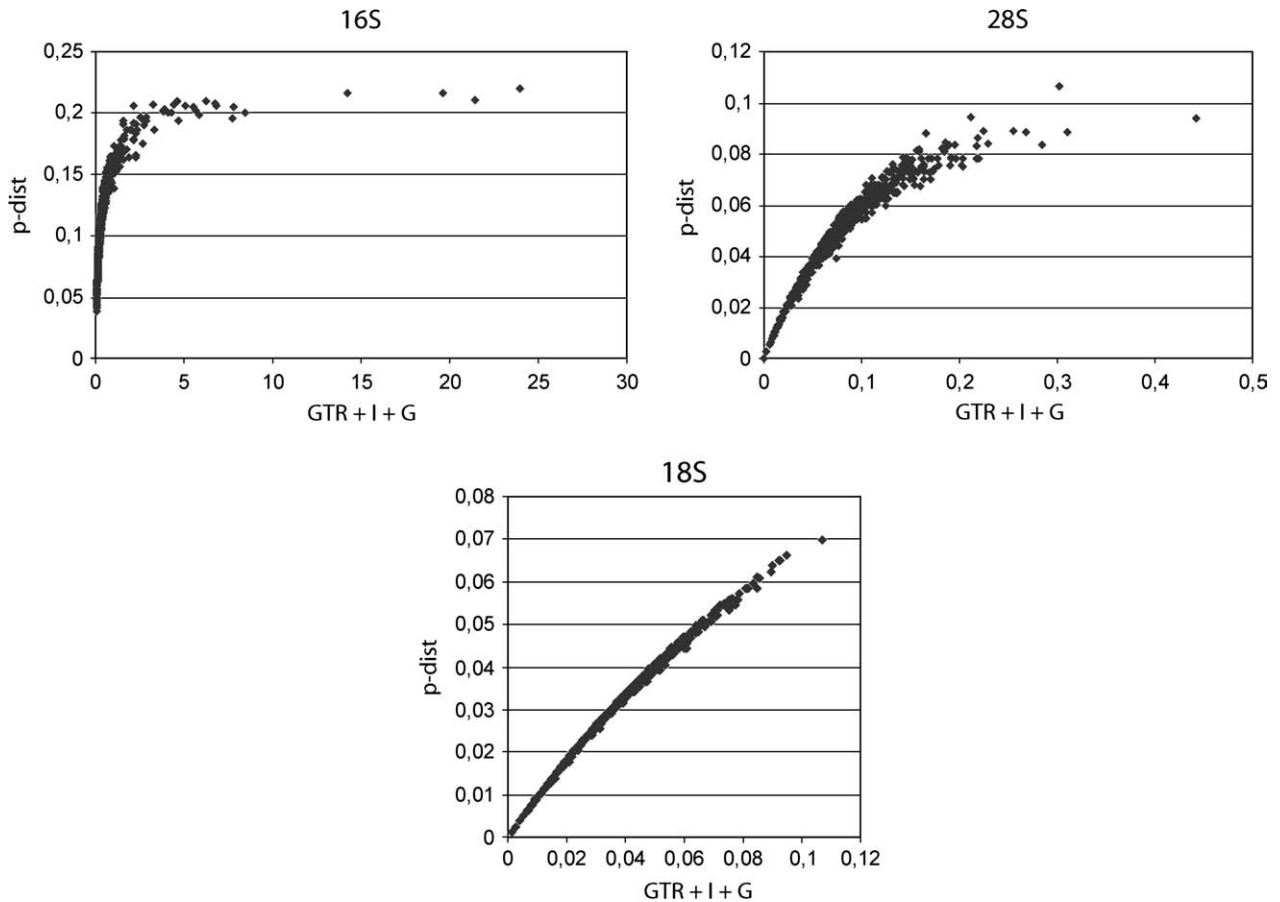 16S
0,25
0,2
0,15
0,1
0,05
0
p-dist
0 5 10 15 20 25 30
GTR + I + G
28S
0,12
0,1
0,08
0,06
0,04
0,02
0
p-dist
0 0,1 0,2 0,3 0,4 0,5
GTR + I + G
18S
0,08
0,07
0,06
0,05
0,04
0,03
0,02
0,01
0
p-dist
0 0,02 0,04 0,06 0,08 0,1 0,12
GTR + I + G